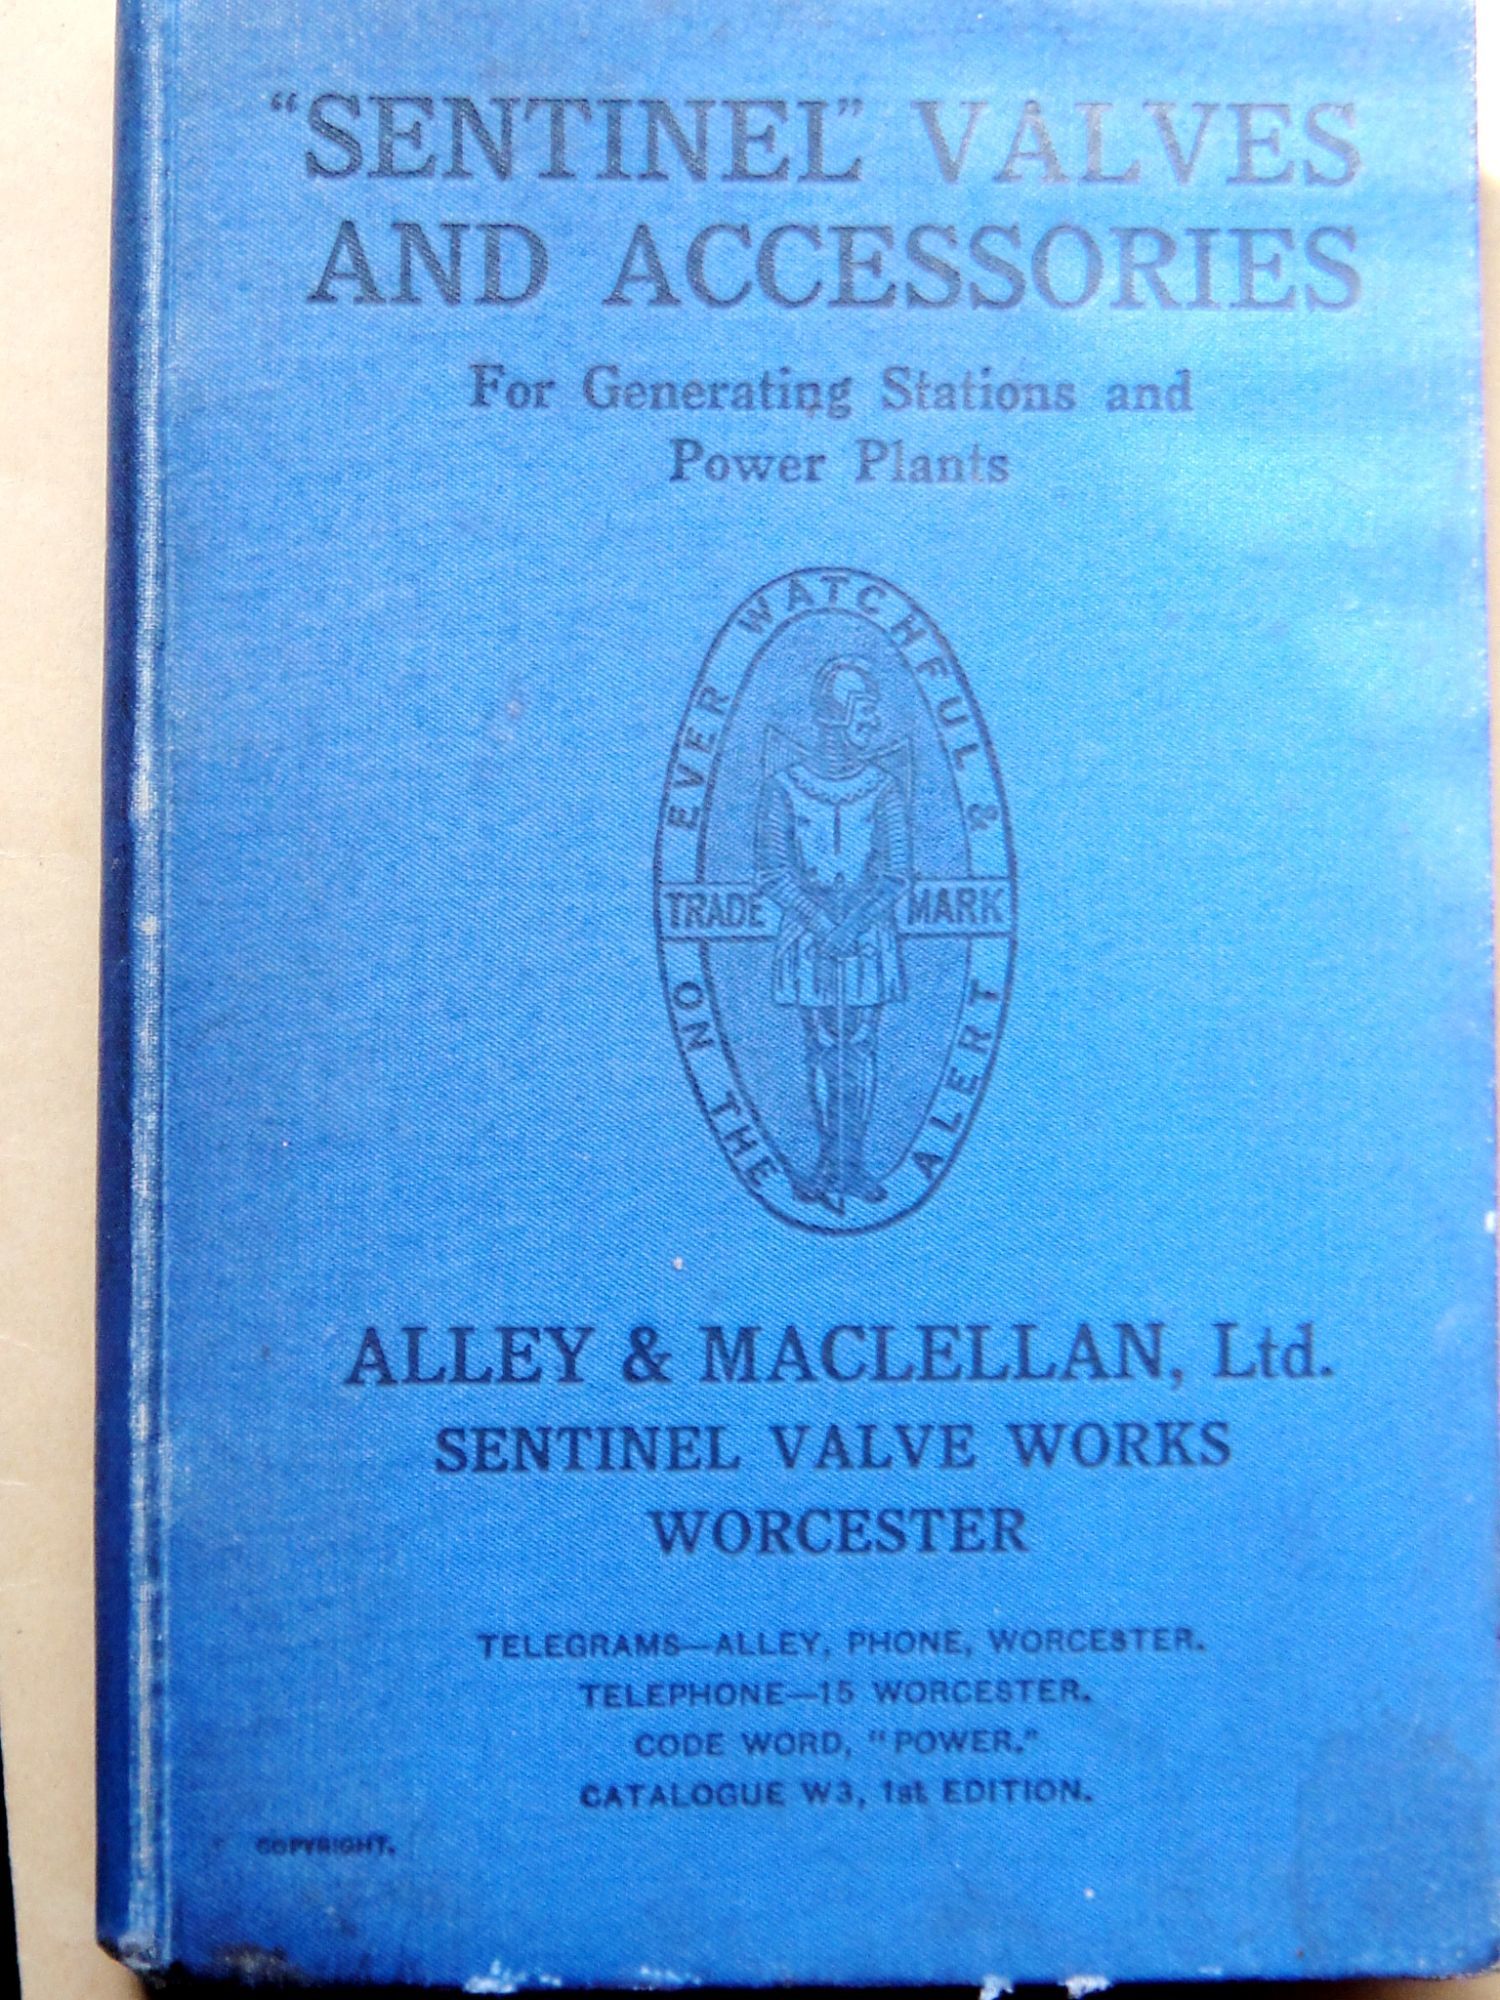 "SENTINEL" VALVES
AND ACCESSORIES
For Generating Stations and
Power Plants
EVER WATCHFUL &
TRADE MARK
ON THE ALERT
ALLEY & MACLELLAN, Ltd.
SENTINEL VALVE WORKS
WORCESTER
TELEGRAMS—ALLEY, PHONE, WORCESTER.
TELEPHONE—15 WORCESTER.
CODE WORD, "POWER."
CATALOGUE W3, 1st EDITION.
COPYRIGHT.